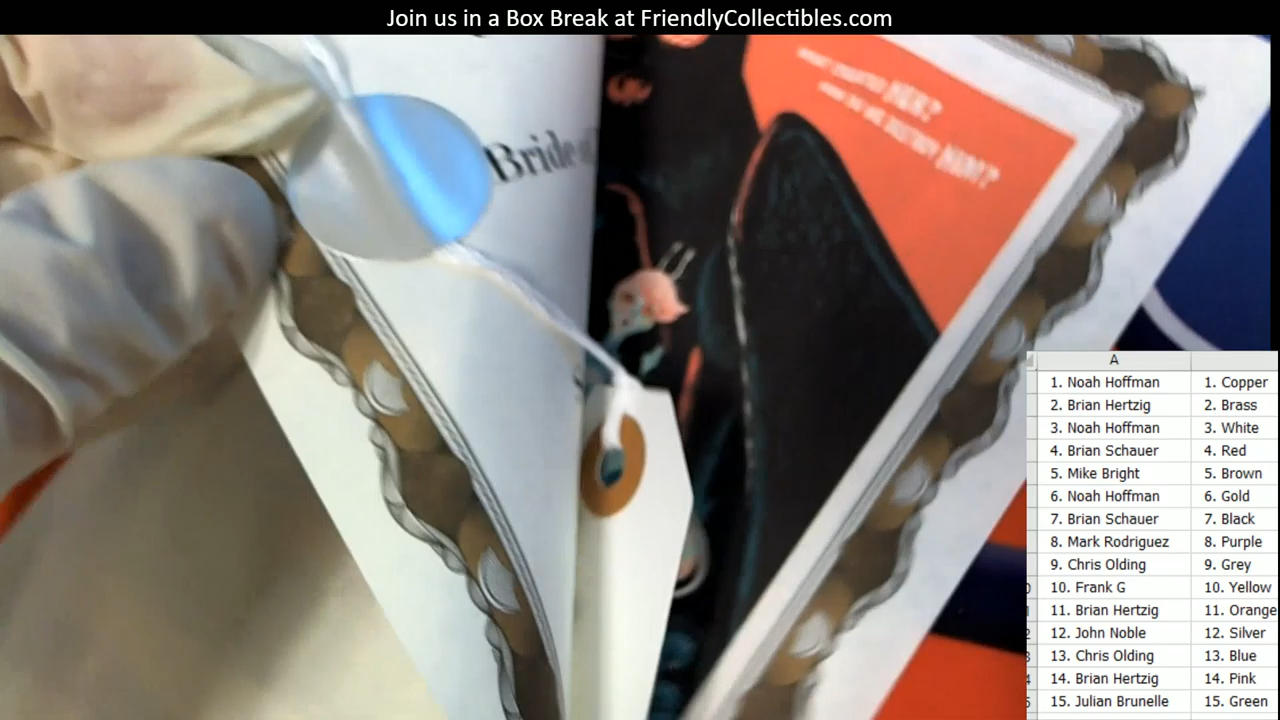 Join us in a Box Break at FriendlyCollectibles.com
Bride
HER?
HIM?
A
1. Noah Hoffman 1. Copper
2. Brian Hertzig 2. Brass
3. Noah Hoffman 3. White
4. Brian Schauer 4. Red
5. Mike Bright 5. Brown
6. Noah Hoffman 6. Gold
7. Brian Schauer 7. Black
8. Mark Rodriguez 8. Purple
9. Chris Olding 9. Grey
10. Frank G 10. Yellow
11. Brian Hertzig 11. Orange
12. John Noble 12. Silver
13. Chris Olding 13. Blue
14. Brian Hertzig 14. Pink
15. Julian Brunelle 15. Green